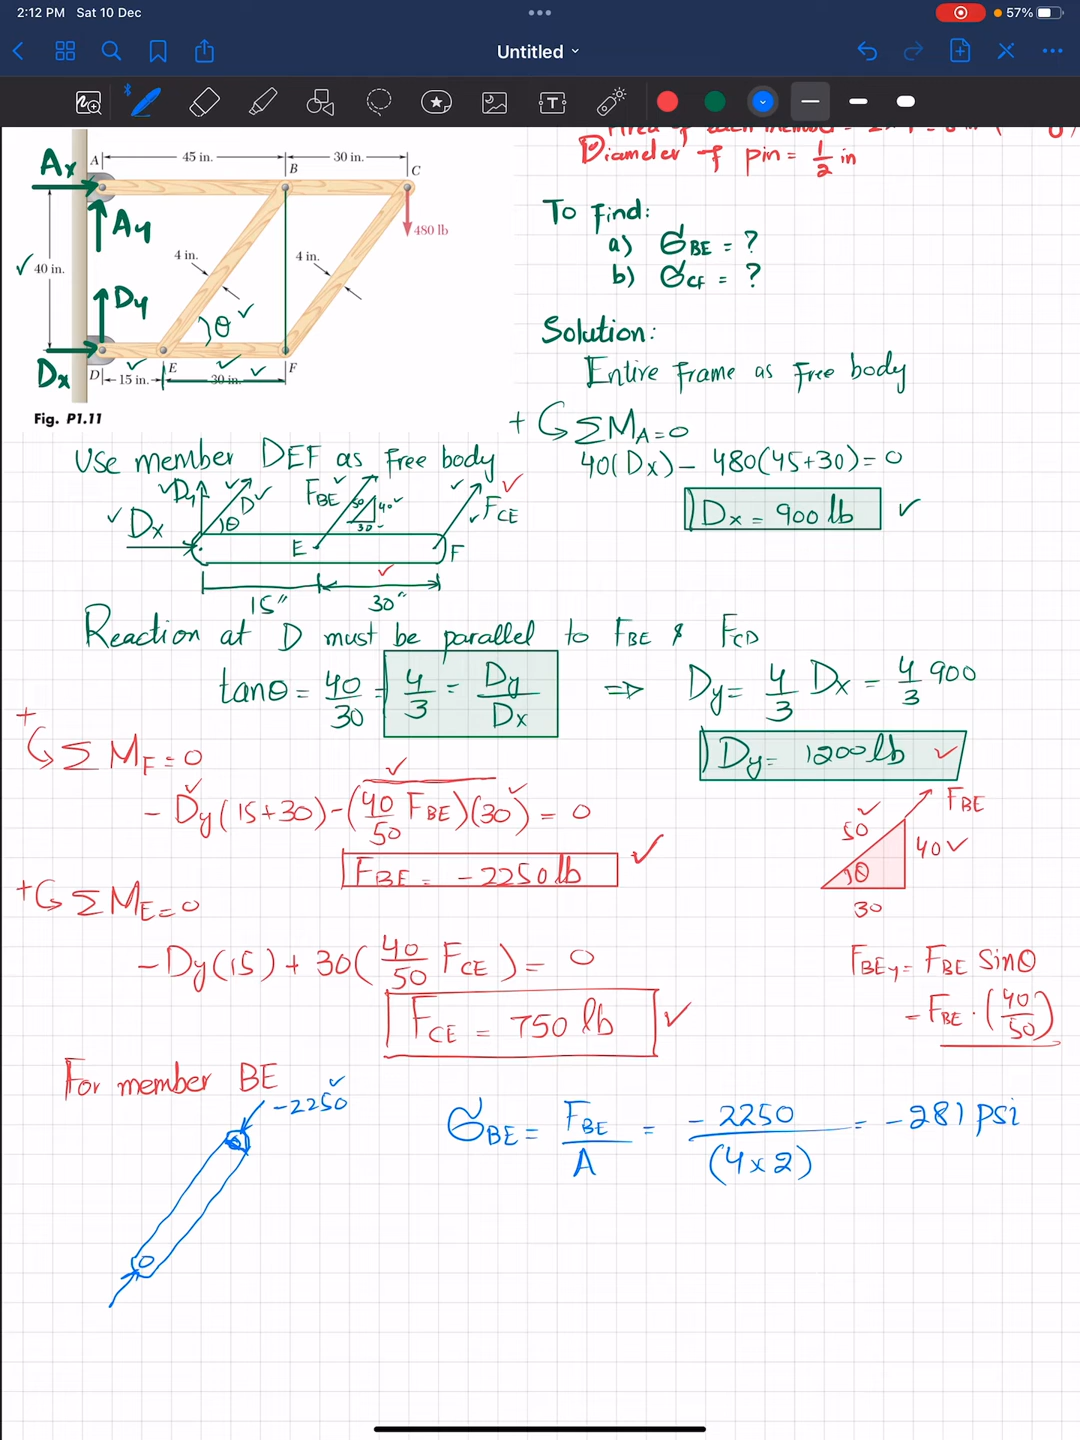 2:12 PM Sat 10 Dec
57%
Untitled
Diameter of pin = 1/2 in
To find:
a) σBE = ?
b) σCF = ?
Solution:
Entire frame as free body
+ ΣMA=0
40(Dx) - 480(45+30)=0
Dx = 900 lb ✓
Ax
A
45 in.
B
30 in.
C
Ay
480 lb
✓ 40 in.
4 in.
4 in.
Dy
θ ✓
Dx
D
15 in.
E
30 in.
F
Fig. P1.11
Use member DEF as free body
Dy
D
θ
FBE
50
40
30
FCE
Dx
E
F
15"
30"
Reaction at D must be parallel to FBE & FCD
tanθ = 40/30 = 4/3 = Dy/Dx ⇒ Dy = 4/3 Dx = 4/3 900
Dy = 1200 lb ✓
+ ΣMF=0
- Dy(15+30) - (40/50 FBE)(30) = 0
FBE = -2250 lb ✓
FBE
50
40 ✓
θ
30
+ ΣME=0
-Dy(15) + 30(40/50 FCE) = 0
FCE = 750 lb ✓
FBEy = FBE Sinθ
= FBE · (40/50)
For member BE
-2250
σBE = FBE/A = -2250/(4x2) = -281 psi